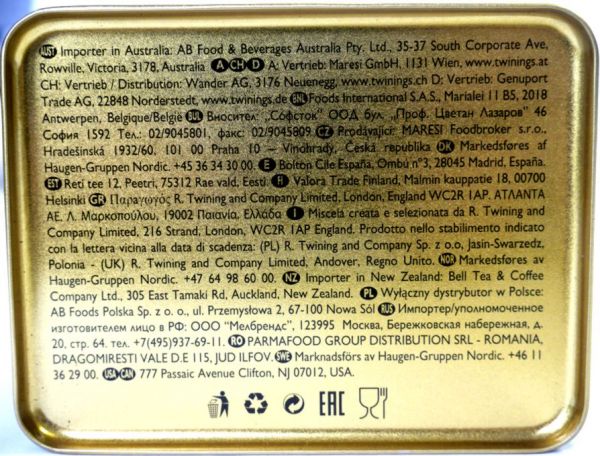 AUS Importer in Australia: AB Food & Beverages Australia Pty. Ltd., 35-37 South Corporate Ave,
Rowville, Victoria, 3178, Australia A CH D A: Vertrieb: Maresi GmbH, 1131 Wien, www.twinings.at
CH: Vertrieb / Distribution: Wander AG, 3176 Neuenegg, www.twinings.ch D: Vertrieb: Genuport
Trade AG, 22848 Norderstedt, www.twinings.de BNL Foods International S.A.S., Marialei 11 B5, 2018
Antwerpen, Belgique/België BUL Вносител: „Софсток" ООД бул. „Проф. Цветан Лазаров" 46
София 1592 Тел.: 02/9045801, факс: 02/9045809 CZ Prodávající: MARESI Foodbroker s.r.o.,
Hradešinská 1932/60, 101 00 Praha 10 – Vinohrady, Česká republika DK Markedsføres af
Haugen-Gruppen Nordic. +45 36 34 30 00. E Bolton Cile España, Ombú nº3, 28045 Madrid, España.
EST Reti tee 12, Peetri, 75312 Rae vald, Eesti. H Valora Trade Finland, Malmin kauppatie 18, 00700
Helsinki GR Παραγωγός R. Twining and Company Limited, London, England WC2R 1AP. ΑΤΛΑΝΤΑ
ΑΕ. Λ. Μαρκοπούλου, 19002 Παιανία, Ελλάδα I Miscela creata e selezionata da R. Twining and
Company Limited, 216 Strand, London, WC2R 1AP England. Prodotto nello stabilimento indicato
con la lettera vicina alla data di scadenza: (PL) R. Twining and Company Sp. z o.o, Jasin-Swarzedz,
Polonia - (UK) R. Twining and Company Limited, Andover, Regno Unito. NOR Markedsføres av
Haugen-Gruppen Nordic. +47 64 98 60 00. NZ Importer in New Zealand: Bell Tea & Coffee
Company Ltd., 305 East Tamaki Rd, Auckland, New Zealand. PL Wyłączny dystrybutor w Polsce:
AB Foods Polska Sp. z o.o., ul. Przemysłowa 2, 67-100 Nowa Sól RUS Импортер/уполномоченное
изготовителем лицо в РФ: ООО "Мелбрендс", 123995 Москва, Бережковская набережная, д.
20, стр. 64. тел. +7(495)937-69-11. RO PARMAFOOD GROUP DISTRIBUTION SRL - ROMANIA,
DRAGOMIRESTI VALE D.E 115, JUD ILFOV. SWE Marknadsförs av Haugen-Gruppen Nordic. +46 11
36 29 00. USA CAN 777 Passaic Avenue Clifton, NJ 07012, USA.
EAC